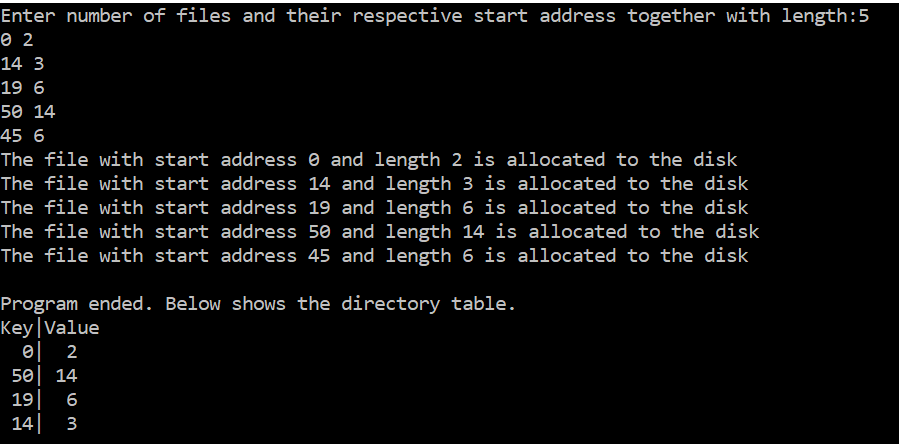 Enter number of files and their respective start address together with length:5
0 2
14 3
19 6
50 14
45 6
The file with start address 0 and length 2 is allocated to the disk
The file with start address 14 and length 3 is allocated to the disk
The file with start address 19 and length 6 is allocated to the disk
The file with start address 50 and length 14 is allocated to the disk
The file with start address 45 and length 6 is allocated to the disk
Program ended. Below shows the directory table.
Key|Value
0| 2
50| 14
19| 6
14| 3